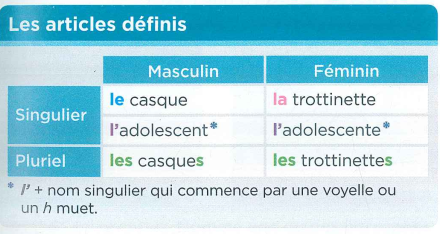 Les articles définis
Masculin Féminin
Singulier
le casque la trottinette
l'adolescent* l'adolescente*
Pluriel les casques les trottinettes
* l' + nom singulier qui commence par une voyelle ou
un h muet.